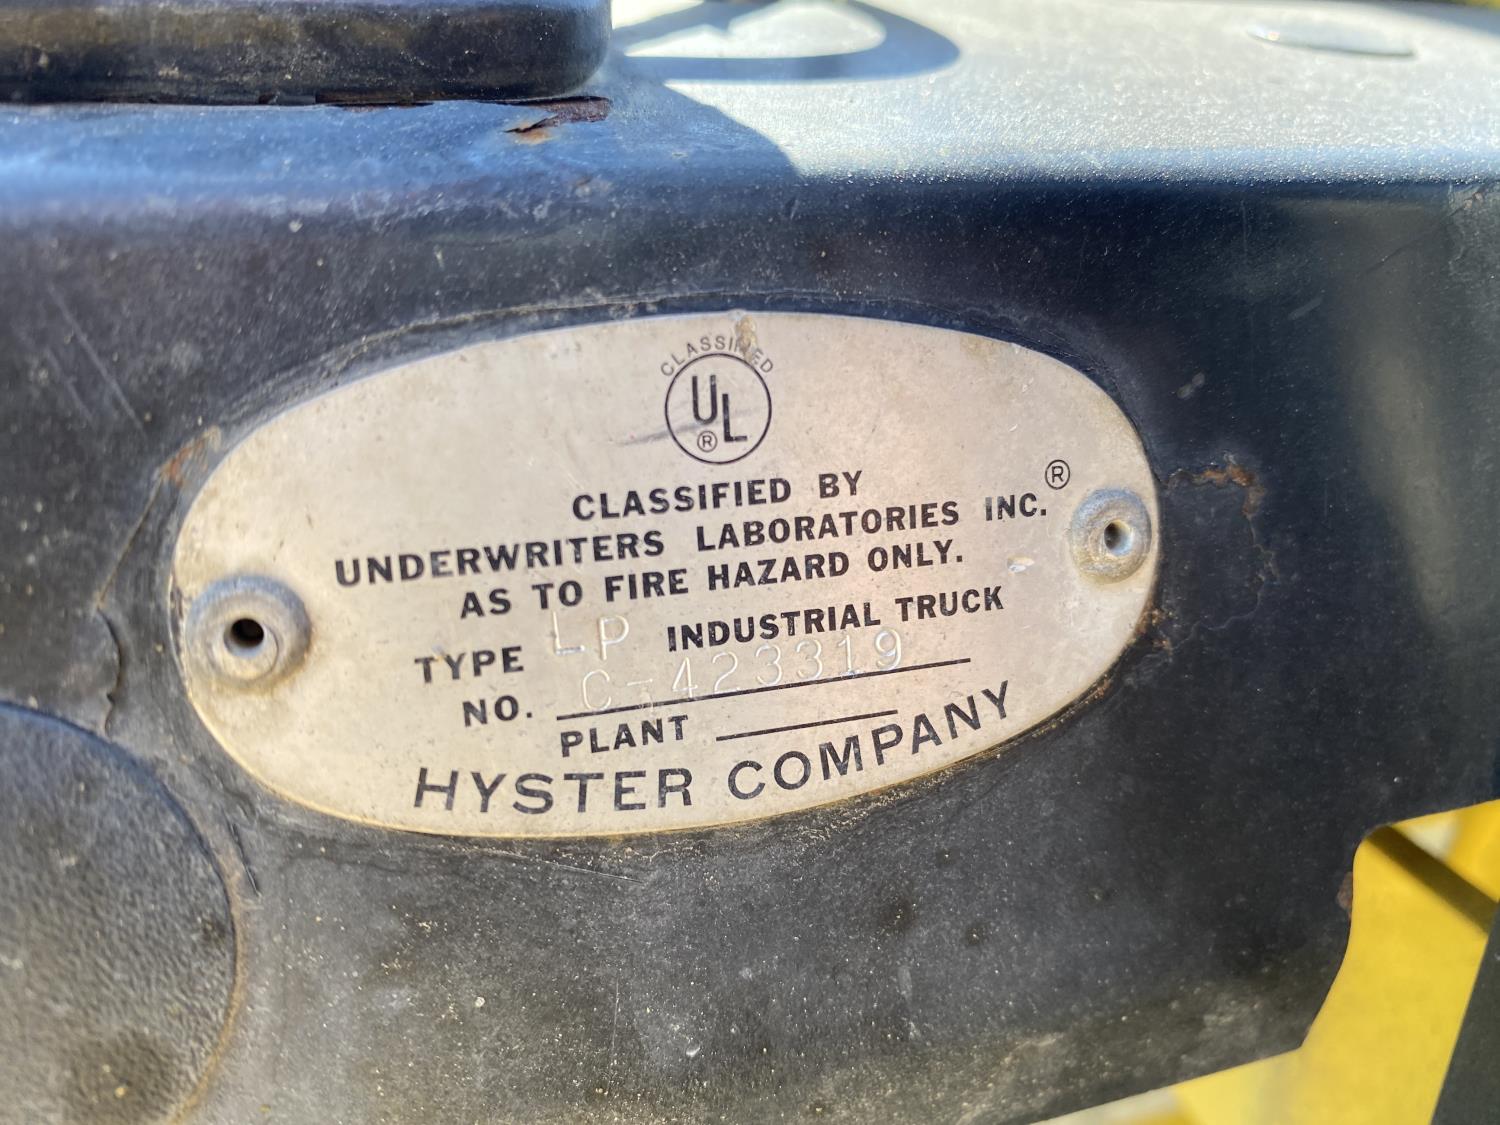 CLASSIFIED
UL
®
CLASSIFIED BY
UNDERWRITERS LABORATORIES INC.®
AS TO FIRE HAZARD ONLY.
TYPE LP INDUSTRIAL TRUCK
NO. C-423319
PLANT
HYSTER COMPANY